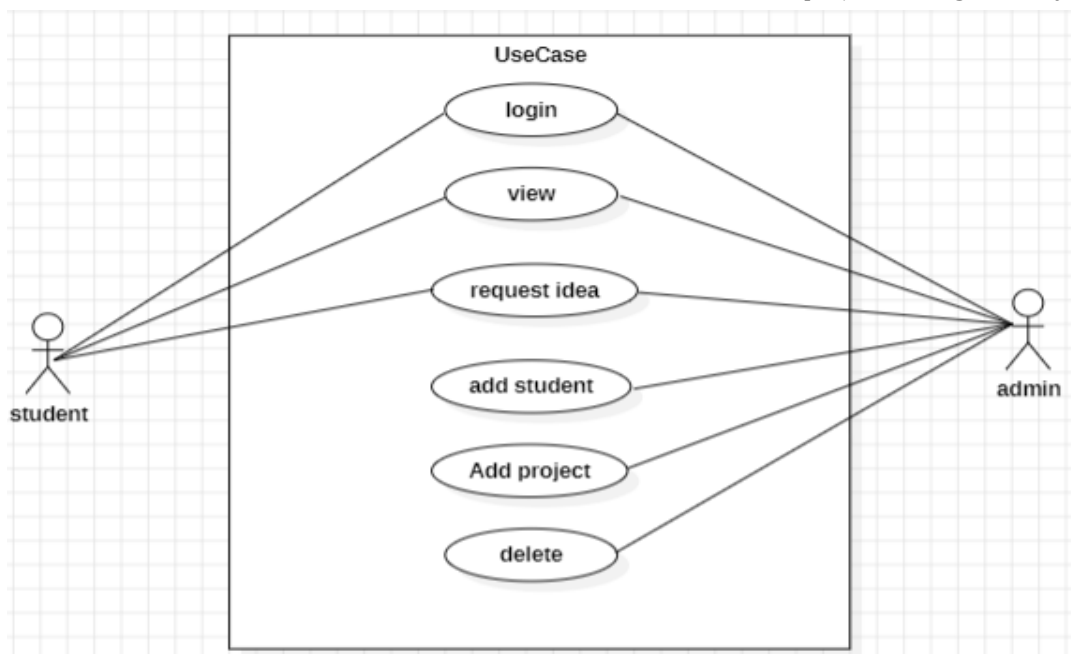 UseCase
login
view
request idea
add student
Add project
delete
student
admin